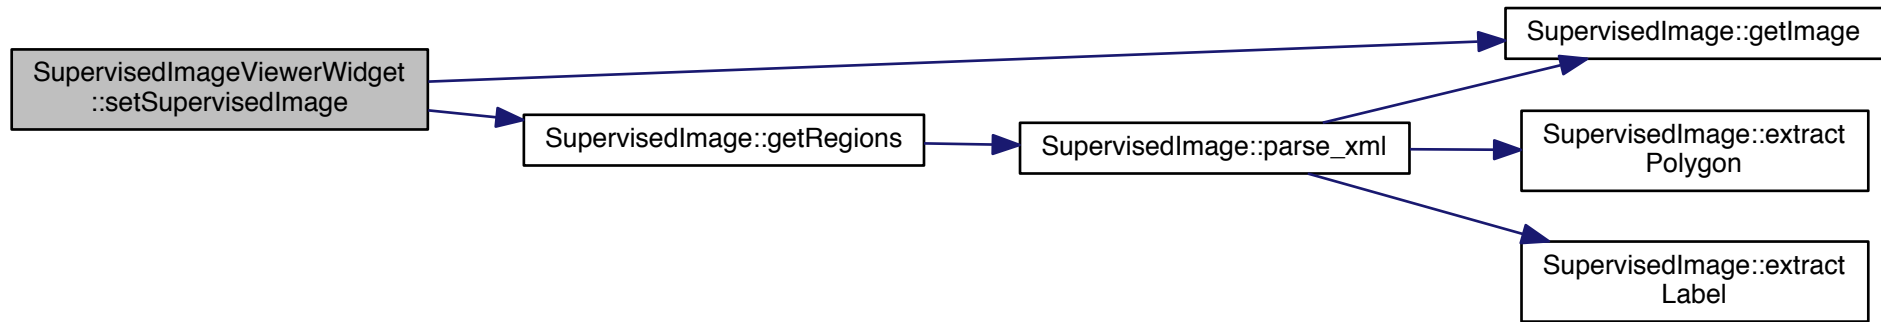 SupervisedImageViewerWidget
::setSupervisedImage
SupervisedImage::getRegions
SupervisedImage::parse_xml
SupervisedImage::getImage
SupervisedImage::extract
Polygon
SupervisedImage::extract
Label